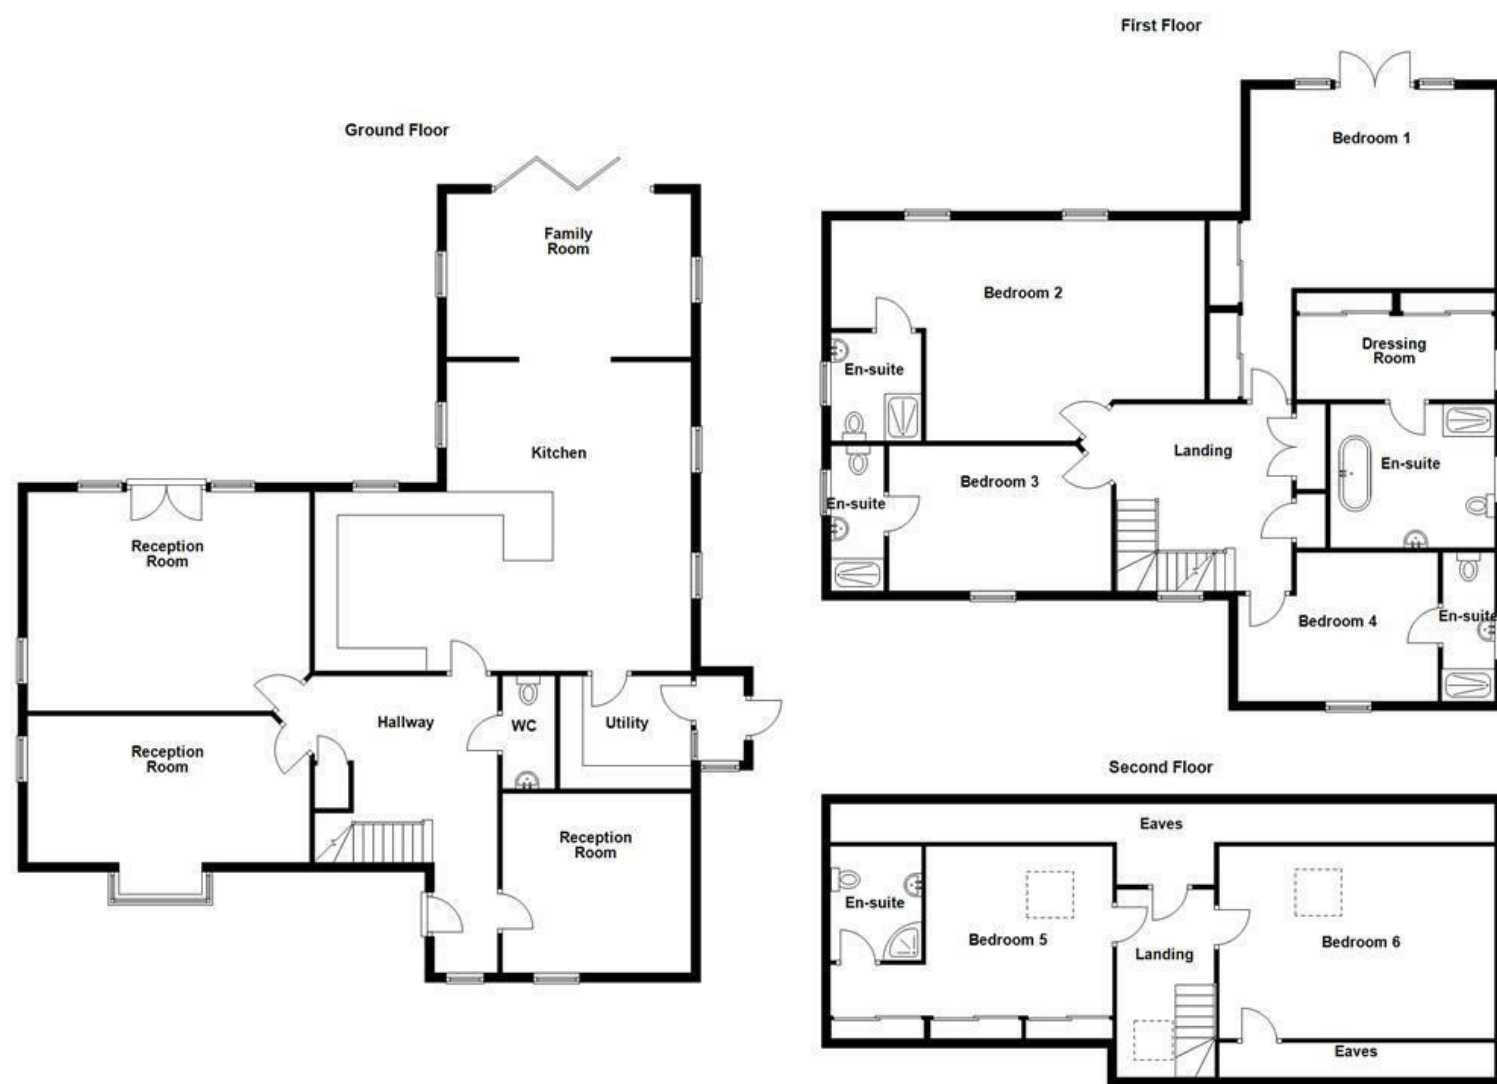 Ground Floor
Family
Room
Kitchen
Reception
Room
Hallway
WC
Utility
Reception
Room
Reception
Room
First Floor
Bedroom 1
Bedroom 2
Dressing
Room
En-suite
Landing
En-suite
Bedroom 3
En-suite
Bedroom 4
En-suite
Second Floor
Eaves
En-suite
Bedroom 5
Landing
Bedroom 6
Eaves